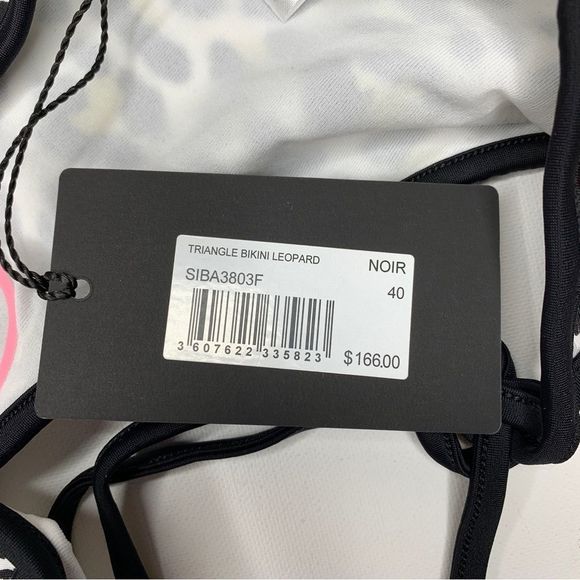 TRIANGLE BIKINI LEOPARD NOIR
SIBA3803F 40
3 607622 335823 $166.00